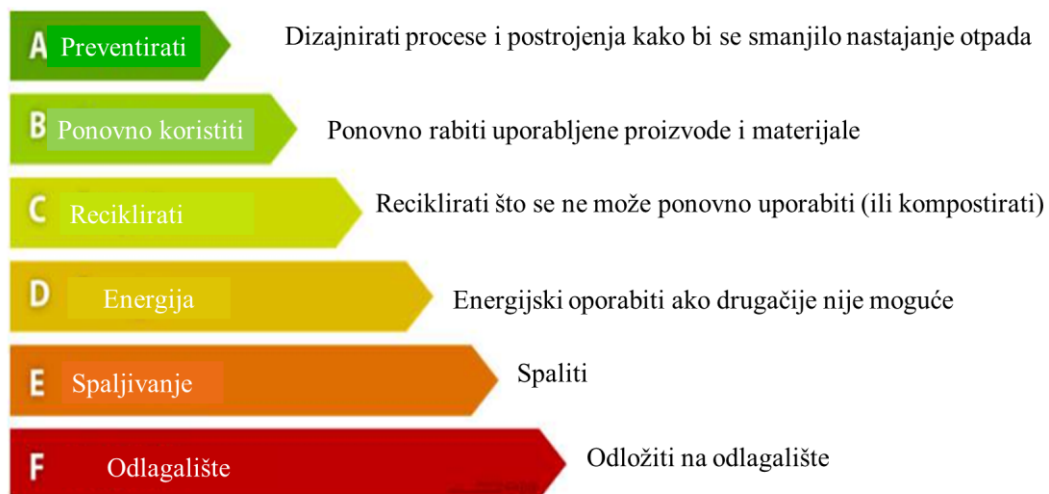 A Preventirati Dizajnirati procese i postrojenja kako bi se smanjilo nastajanje otpada
B Ponovno koristiti Ponovno rabiti uporabljene proizvode i materijale
C Reciklirati Reciklirati što se ne može ponovno uporabiti (ili kompostirati)
D Energija Energijski oporabiti ako drugačije nije moguće
E Spaljivanje Spaliti
F Odlagalište Odložiti na odlagalište